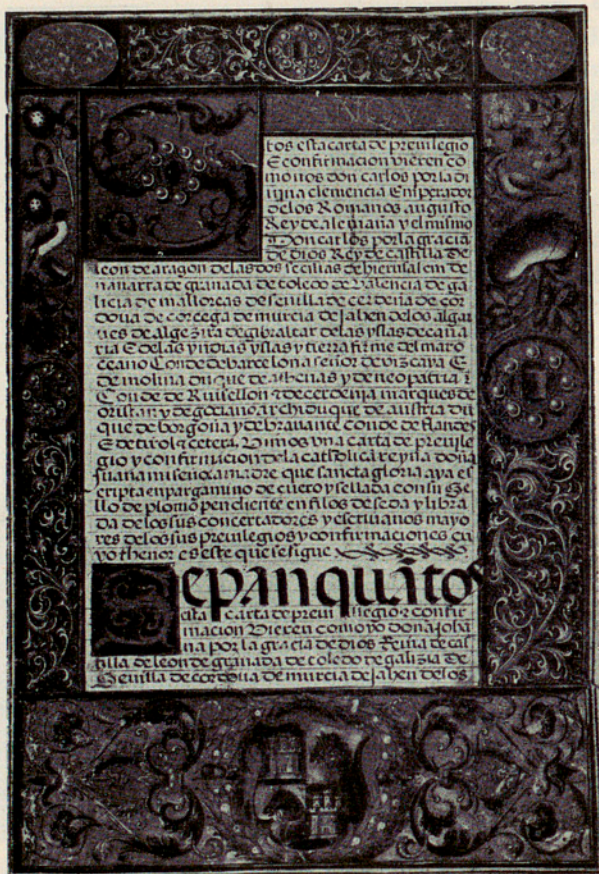 tos esta carta de preuilegio
E confirmacion vieren co
mo nos don carlos por la di
uina clemencia Emperador
de los Romanos augusto
Rey de alemaña y el mismo
Don carlos por la gracia
de dios Rey de castilla de
leon de aragon de las dos secilias de hierusalem de
nauarra de granada de toledo de valencia de ga
licia de mallorcas de seuilla de cerdeña de cor
doua de corcega de murcia de jahen de los algar
ues de algezira de gibraltar de las yslas de cana
ria E de las yndias yslas y tierra firme del mar o
ceano Conde de barcelona señor de vizcaya E
de molina duque de athenas y de neopatria
Conde de Ruisellon z de cerdenia marques de
oristan y de gociano archiduque de austria du
que de borgoña y de brauante conde de flandes
E de tirol z cetera. Vimos vna carta de preuile
gio y confirmacion de la catholica reyna doña
Juana mi señora madre que sancta gloria aya es
cripta en pargamino de cuero y sellada con su Se
llo de plomo pendiente en filos de seda y libra
da de los sus concertadores y escriuanos mayo
res de los sus preuilegios y confirmaciones cu
yo thenor es este que se sigue
Sepan quãtos
esta carta de preui llegio z confir
macion Vieren como yo doña joha
na por la gracia de dios Reina de cas
tilla de leon de granada de toledo de galizia de
Seuilla de cordoua de murcia de jahen de los